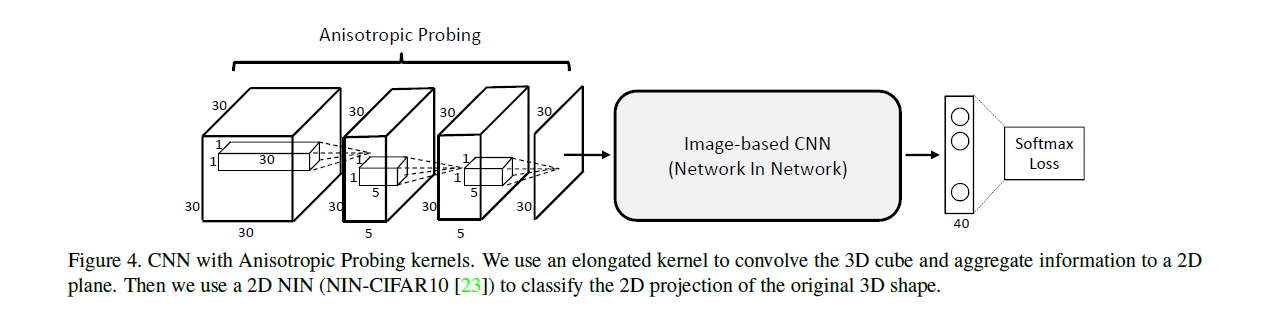 Anisotropic Probing
30 30 30 30
1 1 1
1 30 1 1
5 5
30 30 30 30
30 5 5
Image-based CNN
(Network In Network)
40
Softmax
Loss
Figure 4. CNN with Anisotropic Probing kernels. We use an elongated kernel to convolve the 3D cube and aggregate information to a 2D
plane. Then we use a 2D NIN (NIN-CIFAR10 [23]) to classify the 2D projection of the original 3D shape.